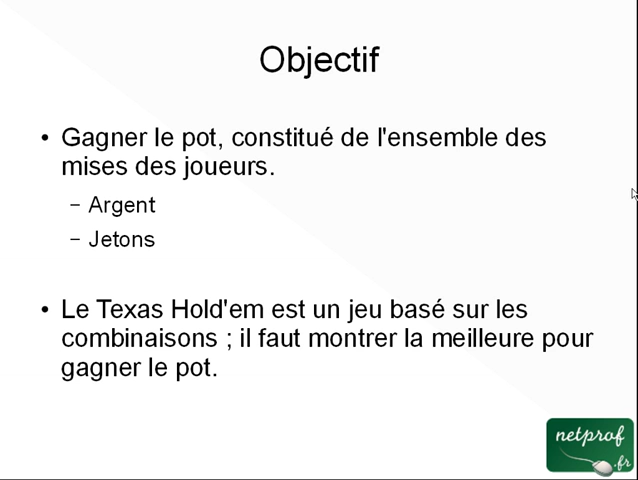 Objectif
• Gagner le pot, constitué de l'ensemble des
mises des joueurs.
– Argent
– Jetons
• Le Texas Hold'em est un jeu basé sur les
combinaisons ; il faut montrer la meilleure pour
gagner le pot.
netprof
.fr